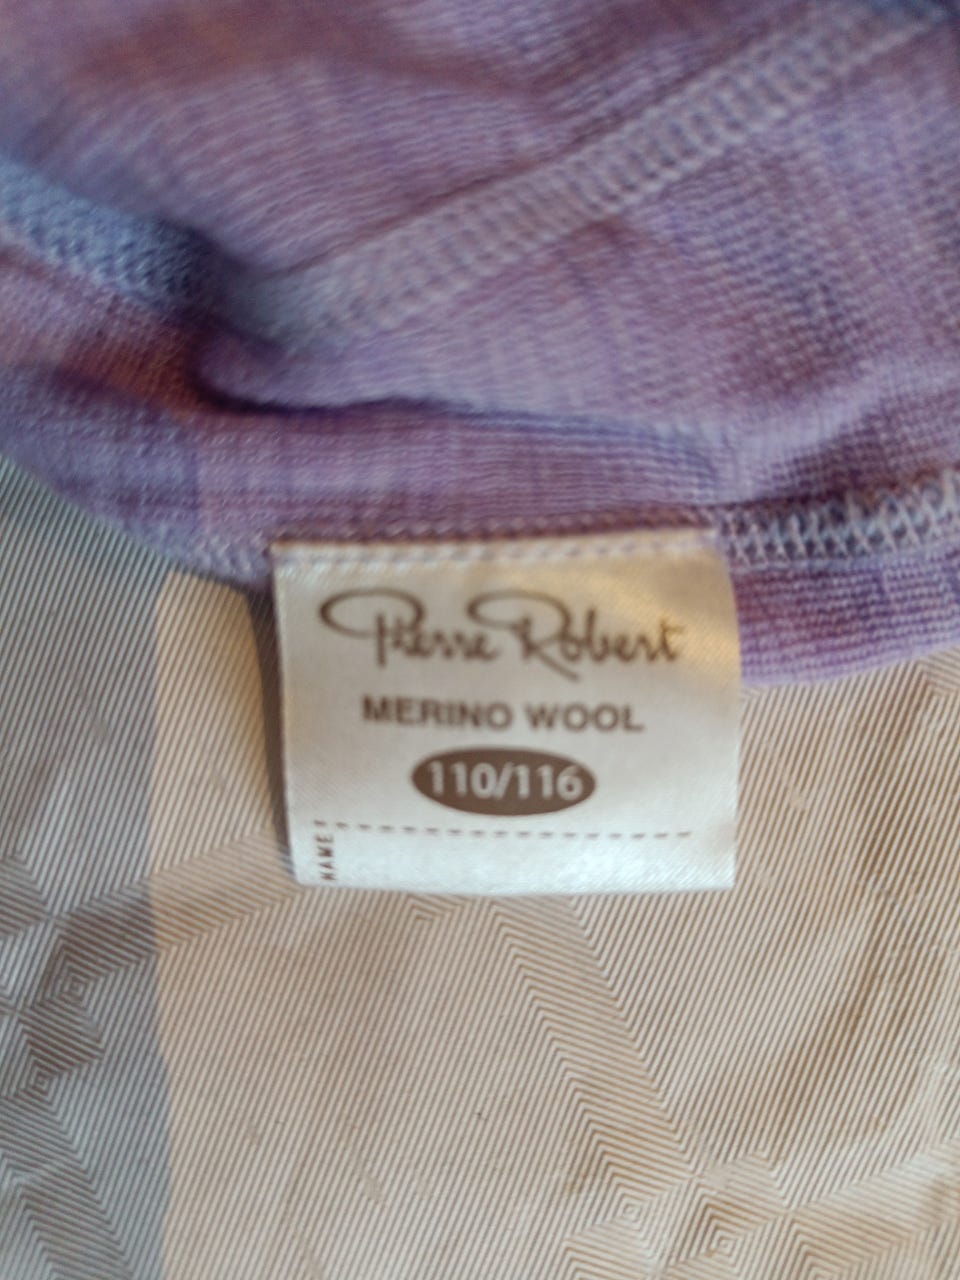 Pierre Robert
MERINO WOOL
110/116
NAME: